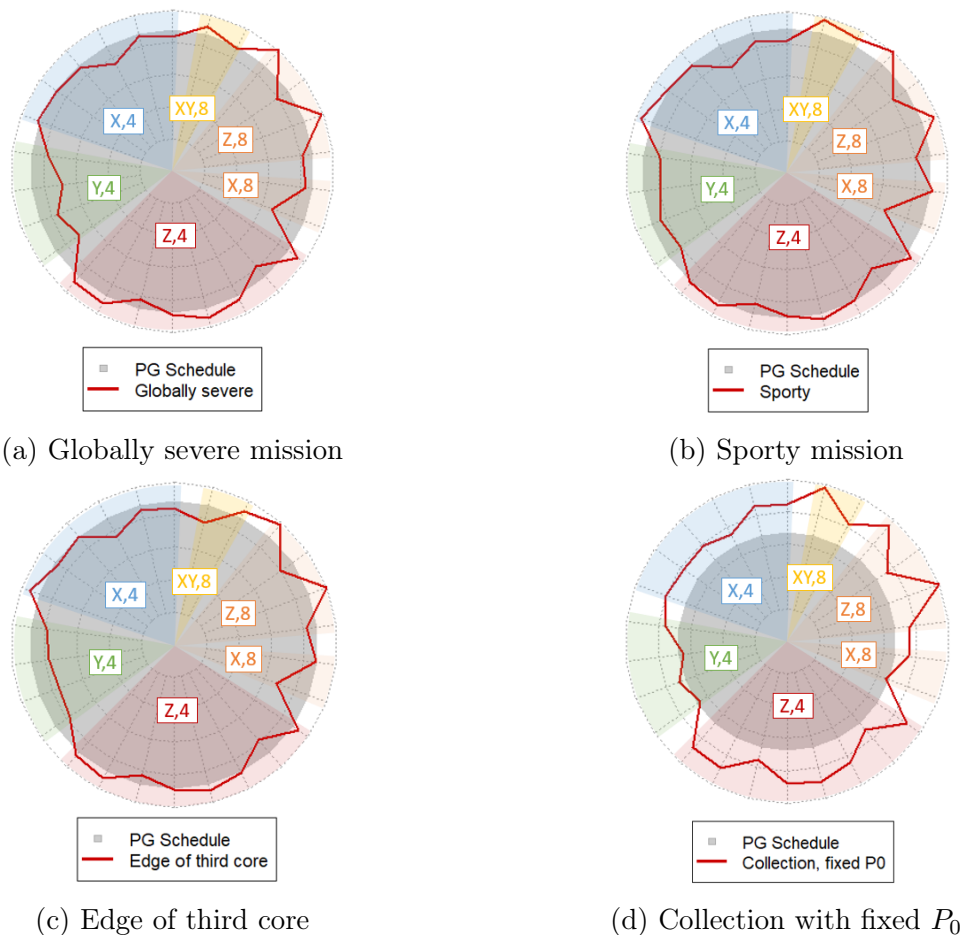 XY,8
X,4
Z,8
Y,4
X,8
Z,4
PG Schedule
Globally severe
(a) Globally severe mission
XY,8
X,4
Z,8
Y,4
X,8
Z,4
PG Schedule
Sporty
(b) Sporty mission
XY,8
X,4
Z,8
Y,4
X,8
Z,4
PG Schedule
Edge of third core
(c) Edge of third core
XY,8
X,4
Z,8
Y,4
X,8
Z,4
PG Schedule
Collection, fixed P0
(d) Collection with fixed P₀